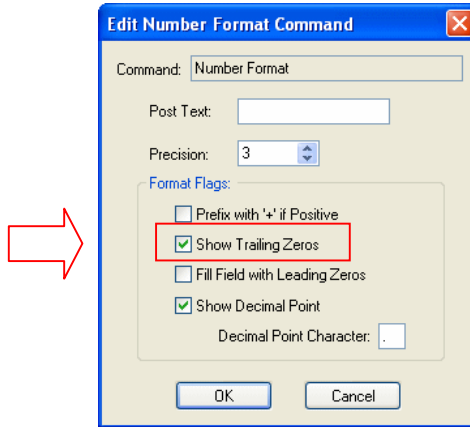 Edit Number Format Command
Command: Number Format
Post Text:
Precision: 3
Format Flags:
Prefix with '+' if Positive
Show Trailing Zeros
Fill Field with Leading Zeros
Show Decimal Point
Decimal Point Character: .
OK Cancel